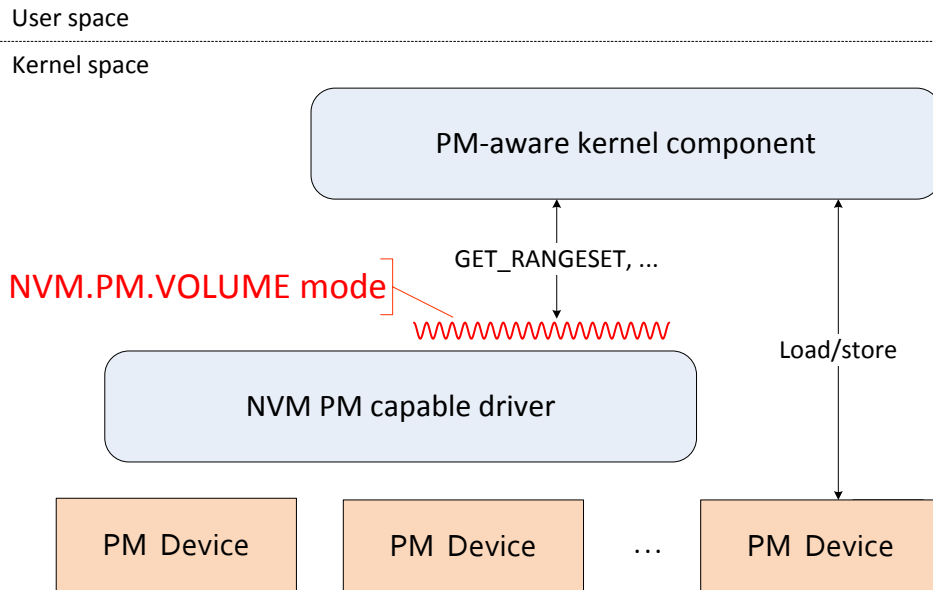 User space
Kernel space
PM-aware kernel component
GET_RANGESET, ...
NVM.PM.VOLUME mode
Load/store
NVM PM capable driver
PM Device
PM Device
...
PM Device